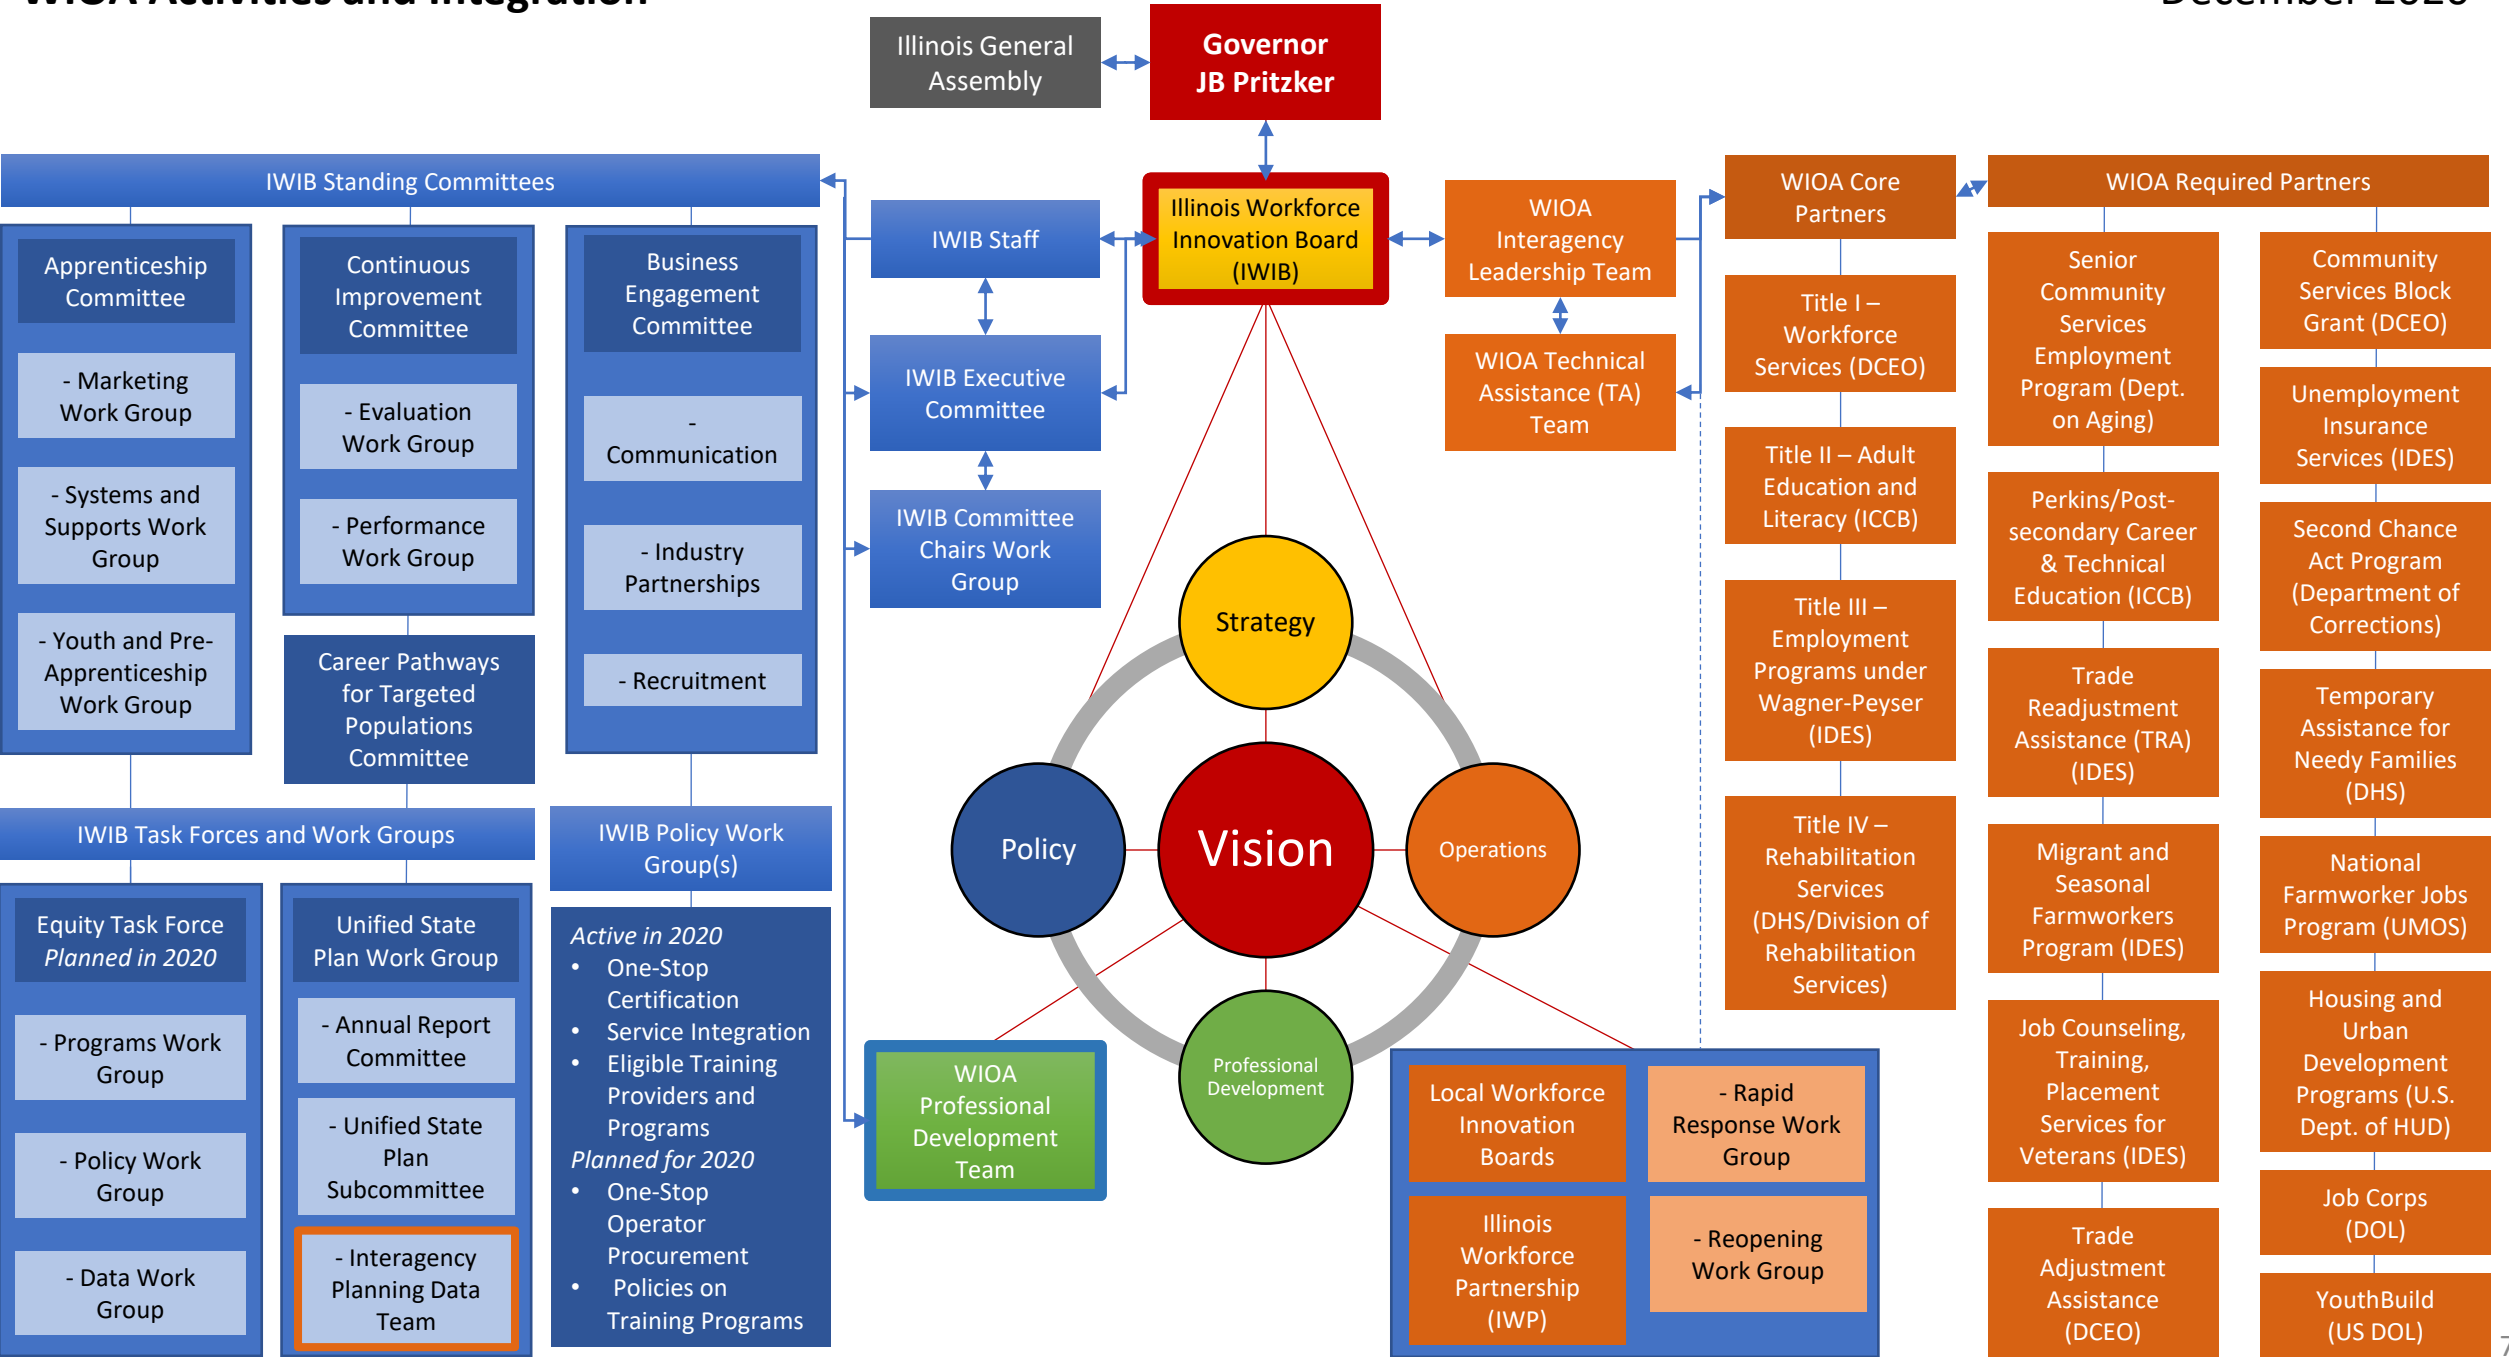 WIOA Activities and Integration
December 2020
Illinois General
Assembly
Governor
JB Pritzker
IWIB Standing Committees
Apprenticeship
Committee
- Marketing
Work Group
- Systems and
Supports Work
Group
- Youth and Pre-
Apprenticeship
Work Group
Continuous
Improvement
Committee
- Evaluation
Work Group
- Performance
Work Group
Career Pathways
for Targeted
Populations
Committee
Business
Engagement
Committee
-
Communication
- Industry
Partnerships
- Recruitment
IWIB Task Forces and Work Groups
Equity Task Force
Planned in 2020
- Programs Work
Group
- Policy Work
Group
- Data Work
Group
Unified State
Plan Work Group
- Annual Report
Committee
- Unified State
Plan
Subcommittee
- Interagency
Planning Data
Team
IWIB Policy Work
Group(s)
Active in 2020
• One-Stop
Certification
• Service Integration
• Eligible Training
Providers and
Programs
Planned for 2020
• One-Stop
Operator
Procurement
• Policies on
Training Programs
IWIB Staff
IWIB Executive
Committee
IWIB Committee
Chairs Work
Group
Illinois Workforce
Innovation Board
(IWIB)
WIOA
Interagency
Leadership Team
WIOA Technical
Assistance (TA)
Team
Strategy
Policy
Vision
Operations
Professional
Development
WIOA
Professional
Development
Team
Local Workforce
Innovation
Boards
- Rapid
Response Work
Group
Illinois
Workforce
Partnership
(IWP)
- Reopening
Work Group
WIOA Core
Partners
Title I –
Workforce
Services (DCEO)
Title II – Adult
Education and
Literacy (ICCB)
Title III –
Employment
Programs under
Wagner-Peyser
(IDES)
Title IV –
Rehabilitation
Services
(DHS/Division of
Rehabilitation
Services)
WIOA Required Partners
Senior
Community
Services
Employment
Program (Dept.
on Aging)
Perkins/Post-
secondary Career
& Technical
Education (ICCB)
Trade
Readjustment
Assistance (TRA)
(IDES)
Migrant and
Seasonal
Farmworkers
Program (IDES)
Job Counseling,
Training,
Placement
Services for
Veterans (IDES)
Trade
Adjustment
Assistance
(DCEO)
Community
Services Block
Grant (DCEO)
Unemployment
Insurance
Services (IDES)
Second Chance
Act Program
(Department of
Corrections)
Temporary
Assistance for
Needy Families
(DHS)
National
Farmworker Jobs
Program (UMOS)
Housing and
Urban
Development
Programs (U.S.
Dept. of HUD)
Job Corps
(DOL)
YouthBuild
(US DOL)
7